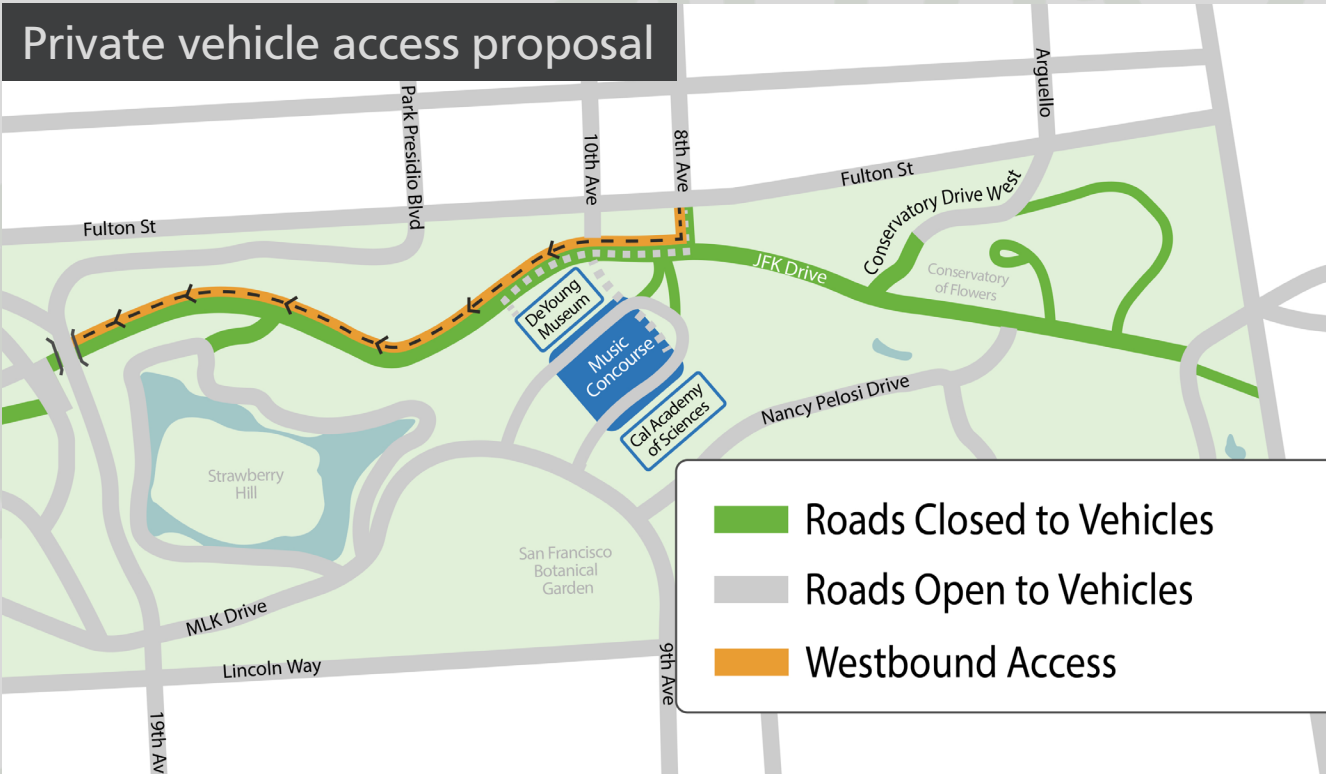 Private vehicle access proposal
Arguello
Park Presidio Blvd
10th Ave
8th Ave
Fulton St
Conservatory Drive West
Fulton St
JFK Drive
Conservatory
of Flowers
DeYoung
Museum
Music
Concourse
Cal Academy
of Sciences
Nancy Pelosi Drive
Strawberry
Hill
San Francisco
Botanical
Garden
MLK Drive
Lincoln Way
9th Ave
19th Av
Roads Closed to Vehicles
Roads Open to Vehicles
Westbound Access